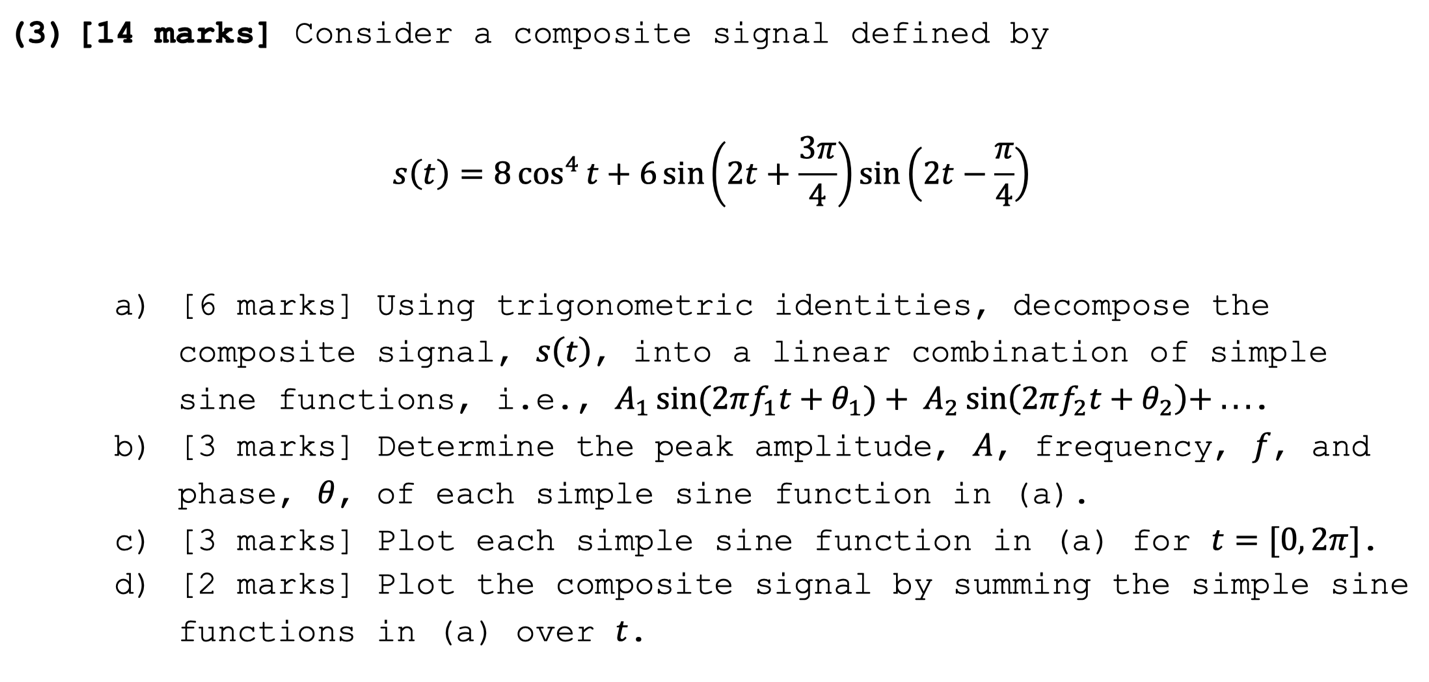 (3) [14 marks] Consider a composite signal defined by
s(t) = 8 cos⁴ t + 6 sin(2t + 3π/4) sin(2t − π/4)
a) [6 marks] Using trigonometric identities, decompose the
composite signal, s(t), into a linear combination of simple
sine functions, i.e., A₁ sin(2πf₁t + θ₁) + A₂ sin(2πf₂t + θ₂)+ ....
b) [3 marks] Determine the peak amplitude, A, frequency, f, and
phase, θ, of each simple sine function in (a).
c) [3 marks] Plot each simple sine function in (a) for t = [0, 2π].
d) [2 marks] Plot the composite signal by summing the simple sine
functions in (a) over t.